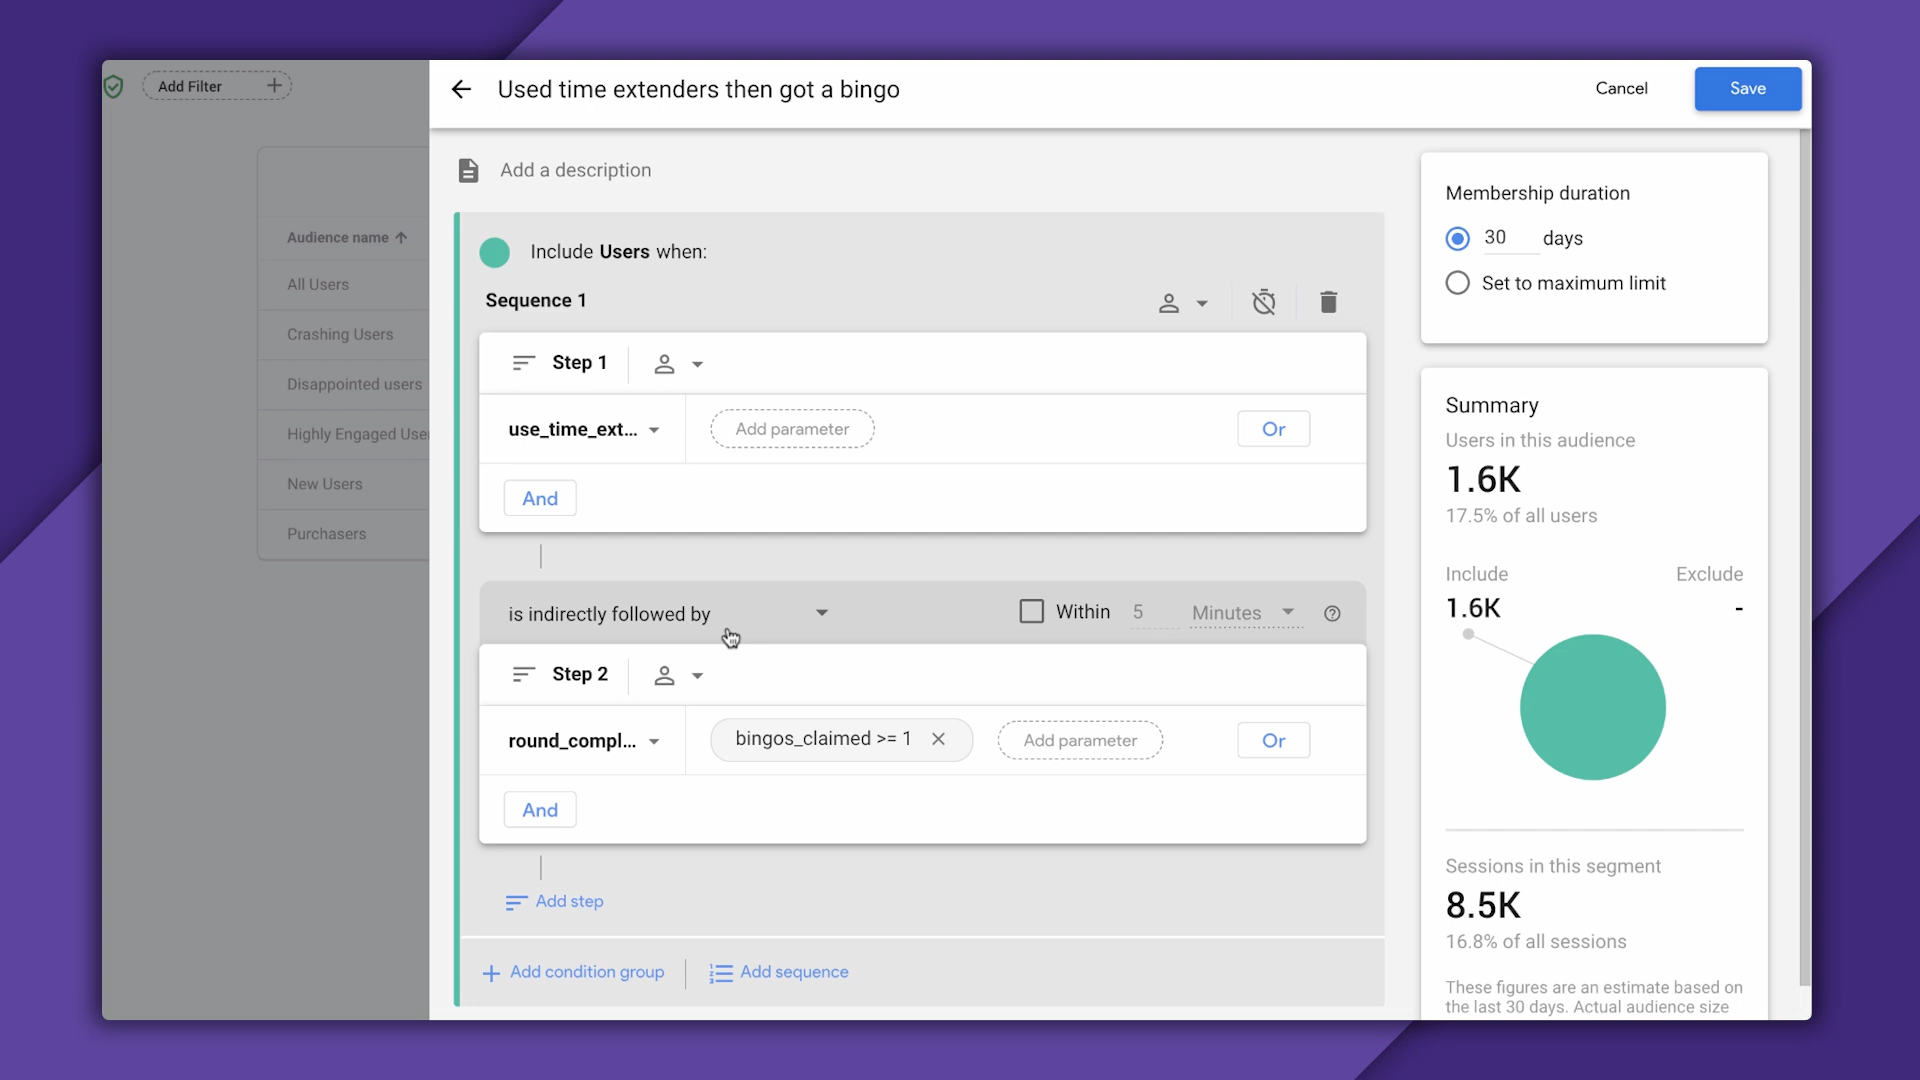 Add Filter
Used time extenders then got a bingo
Cancel
Save
Add a description
Audience name
All Users
Crashing Users
Disappointed users
Highly Engaged Use
New Users
Purchasers
Include Users when:
Sequence 1
Step 1
use_time_ext...
Add parameter
Or
And
is indirectly followed by
Within 5 Minutes
Step 2
round_compl...
bingos_claimed >= 1
Add parameter
Or
And
Add step
Add condition group
Add sequence
Membership duration
30 days
Set to maximum limit
Summary
Users in this audience
1.6K
17.5% of all users
Include Exclude
1.6K -
Sessions in this segment
8.5K
16.8% of all sessions
These figures are an estimate based on
the last 30 days. Actual audience size